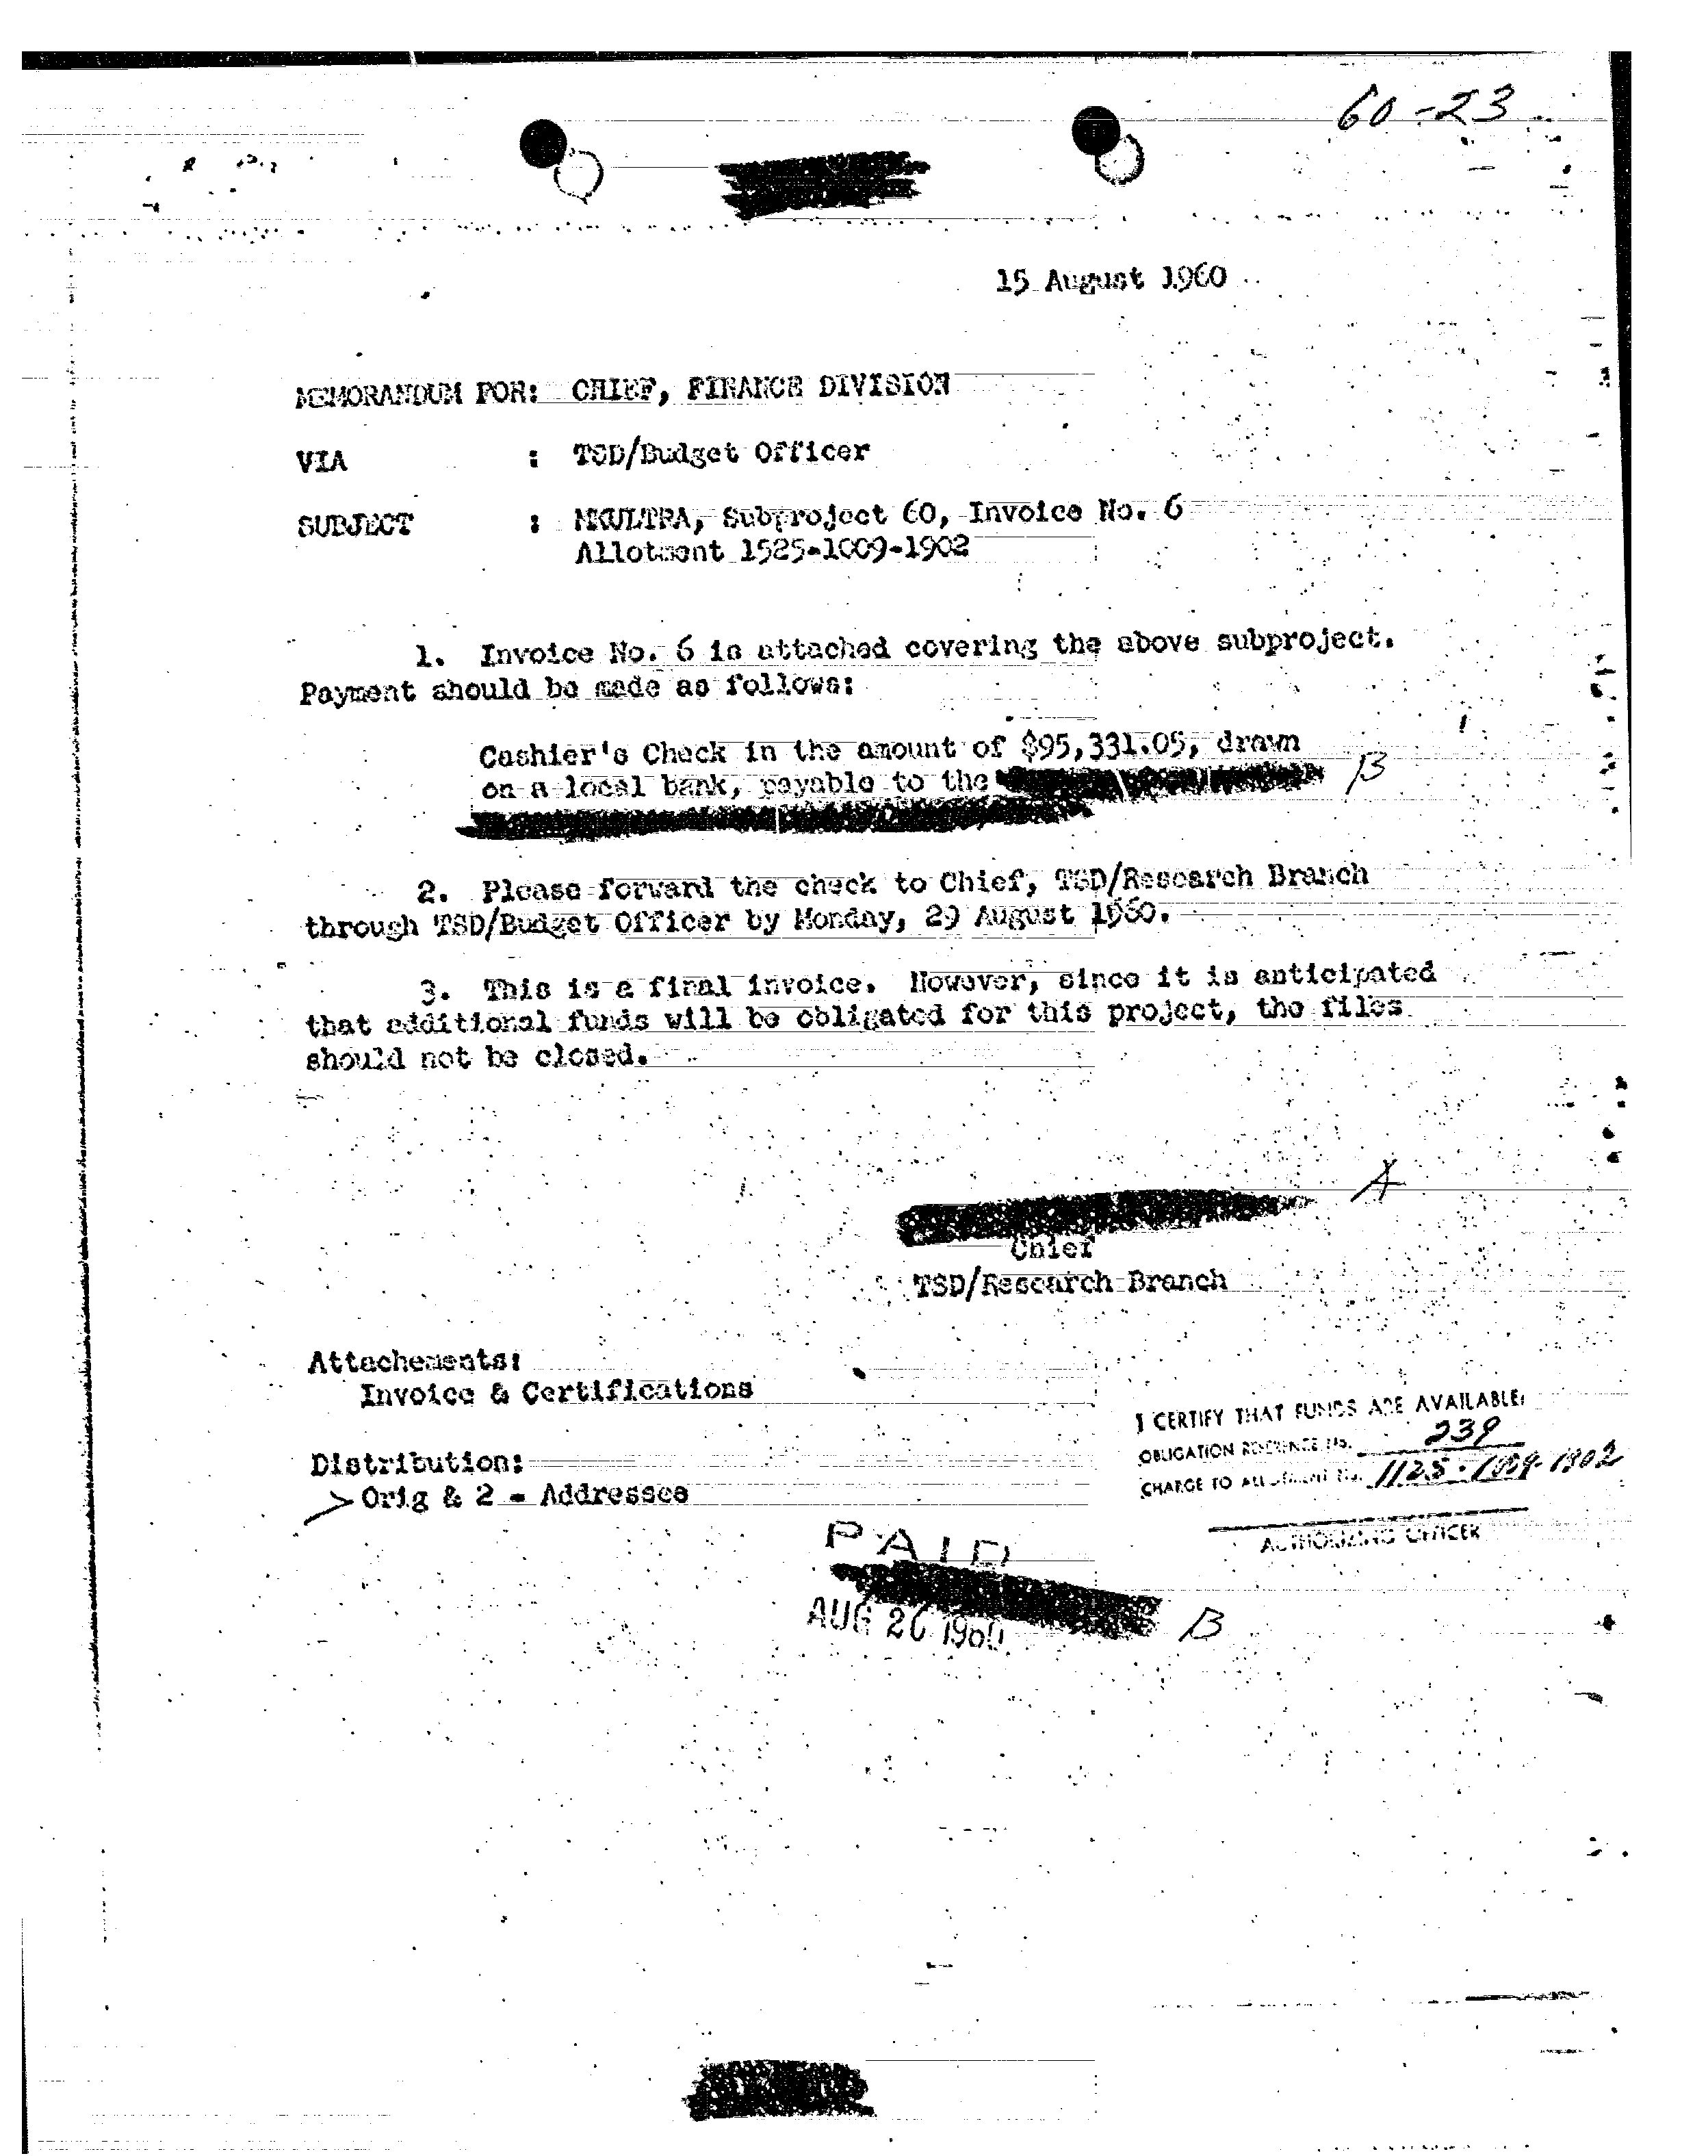 60-23
15 August 1960
MEMORANDUM FOR: CHIEF, FINANCE DIVISION
VIA : TSD/Budget Officer
SUBJECT : MKULTRA, Subproject 60, Invoice No. 6
Allotment 1525-1009-1902
1. Invoice No. 6 is attached covering the above subproject.
Payment should be made as follows:
Cashier's Check in the amount of $95,331.05, drawn
on a local bank, payable to the B
2. Please forward the check to Chief, TSD/Research Branch
through TSD/Budget Officer by Monday, 29 August 1960.
3. This is a final invoice. However, since it is anticipated
that additional funds will be obligated for this project, the files
should not be closed.
A
Chief
TSD/Research Branch
Attachements:
Invoice & Certifications
I CERTIFY THAT FUNDS ARE AVAILABLE
OBLIGATION REFERENCE NO. 239
CHARGE TO ALLOTMENT NO. 1125-1009-1902
AUTHORIZING OFFICER
Distribution:
Orig & 2 - Addressee
PAID
AUG 26 1960
B